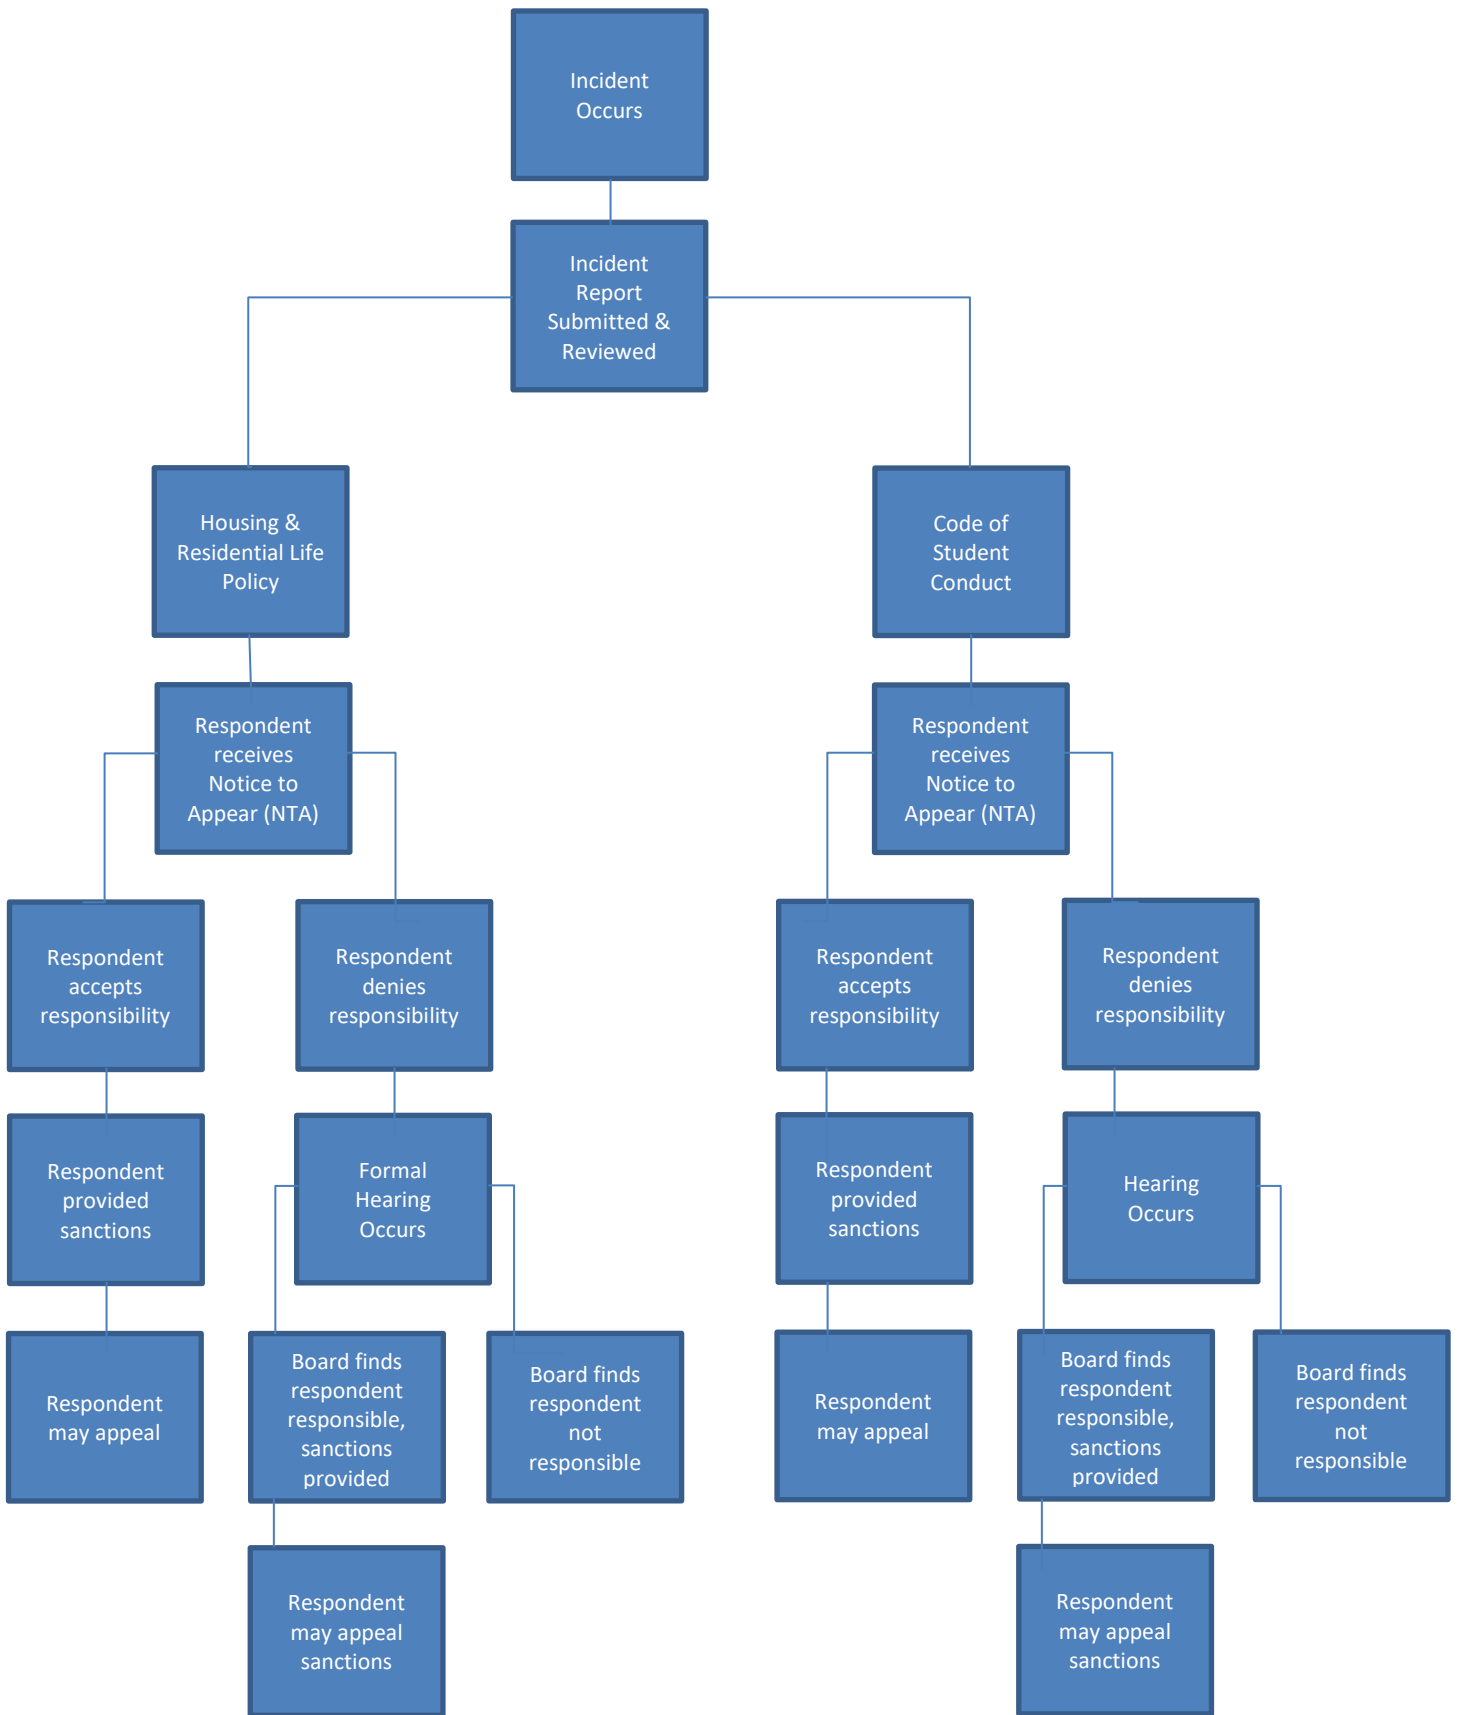 Incident
Occurs
Incident
Report
Submitted &
Reviewed
Housing &
Residential Life
Policy
Code of
Student
Conduct
Respondent
receives
Notice to
Appear (NTA)
Respondent
receives
Notice to
Appear (NTA)
Respondent
accepts
responsibility
Respondent
denies
responsibility
Respondent
accepts
responsibility
Respondent
denies
responsibility
Respondent
provided
sanctions
Formal
Hearing
Occurs
Respondent
provided
sanctions
Hearing
Occurs
Respondent
may appeal
Board finds
respondent
responsible,
sanctions
provided
Board finds
respondent
not
responsible
Respondent
may appeal
Board finds
respondent
responsible,
sanctions
provided
Board finds
respondent
not
responsible
Respondent
may appeal
sanctions
Respondent
may appeal
sanctions